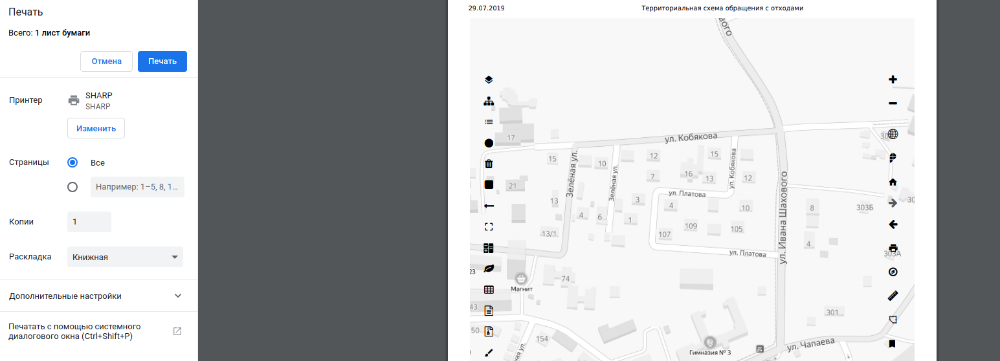 Печать
Всего: 1 лист бумаги
Отмена
Печать
Принтер
SHARP
SHARP
Изменить
Страницы
Все
Например: 1–5, 8, 1…
Копии
1
Раскладка
Книжная
Дополнительные настройки
Печатать с помощью системного
диалогового окна (Ctrl+Shift+P)
29.07.2019
Территориальная схема обращения с отходами
вого
17
ул. Кобякова
15
Зелёная ул.
10
Зелёная ул.
12
15
ул. Кобякова
7
16
13
12
21
13
ул. Платова
4
6
3
1
4
10
ул. Ивана Шахового
8
303Б
30
30
13/1
107
109
105
4
303А
ул. Платова
23
Магнит
74
43
50
154
301
Гимназия № 3
ул. Чапаева
ная ул.